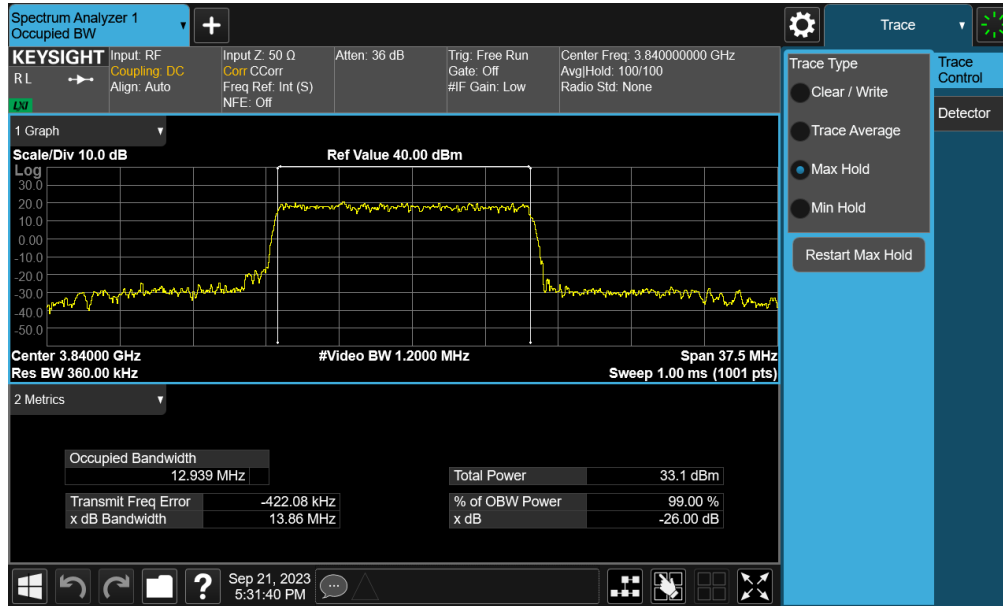 Spectrum Analyzer 1
Occupied BW
+
Trace
KEYSIGHT
R L
LXI
Input: RF
Coupling: DC
Align: Auto
Input Z: 50 Ω
Corr CCorr
Freq Ref: Int (S)
NFE: Off
Atten: 36 dB
Trig: Free Run
Gate: Off
#IF Gain: Low
Center Freq: 3.840000000 GHz
Avg|Hold: 100/100
Radio Std: None
Trace Type
Clear / Write
Trace Average
Max Hold
Min Hold
Restart Max Hold
Trace
Control
Detector
1 Graph
Scale/Div 10.0 dB
Ref Value 40.00 dBm
Log
30.0
20.0
10.0
0.00
-10.0
-20.0
-30.0
-40.0
-50.0
Center 3.84000 GHz
#Video BW 1.2000 MHz
Span 37.5 MHz
Res BW 360.00 kHz
Sweep 1.00 ms (1001 pts)
2 Metrics
Occupied Bandwidth
12.939 MHz
Total Power 33.1 dBm
Transmit Freq Error -422.08 kHz
% of OBW Power 99.00 %
x dB Bandwidth 13.86 MHz
x dB -26.00 dB
?
Sep 21, 2023
5:31:40 PM